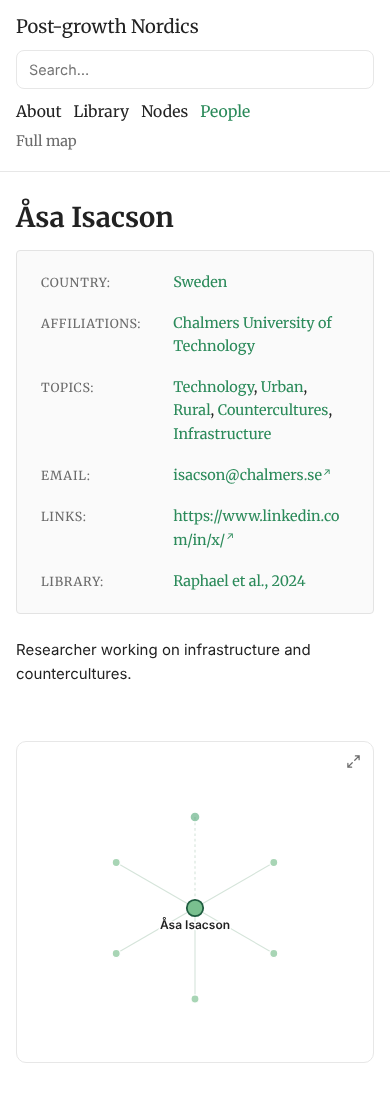 Post-growth Nordics
Search...
About Library Nodes People
Full map
Åsa Isacson
COUNTRY: Sweden
AFFILIATIONS: Chalmers University of
Technology
TOPICS: Technology, Urban,
Rural, Countercultures,
Infrastructure
EMAIL: isacson@chalmers.se↗
LINKS: https://www.linkedin.co
m/in/x/↗
LIBRARY: Raphael et al., 2024
Researcher working on infrastructure and
countercultures.
Åsa Isacson